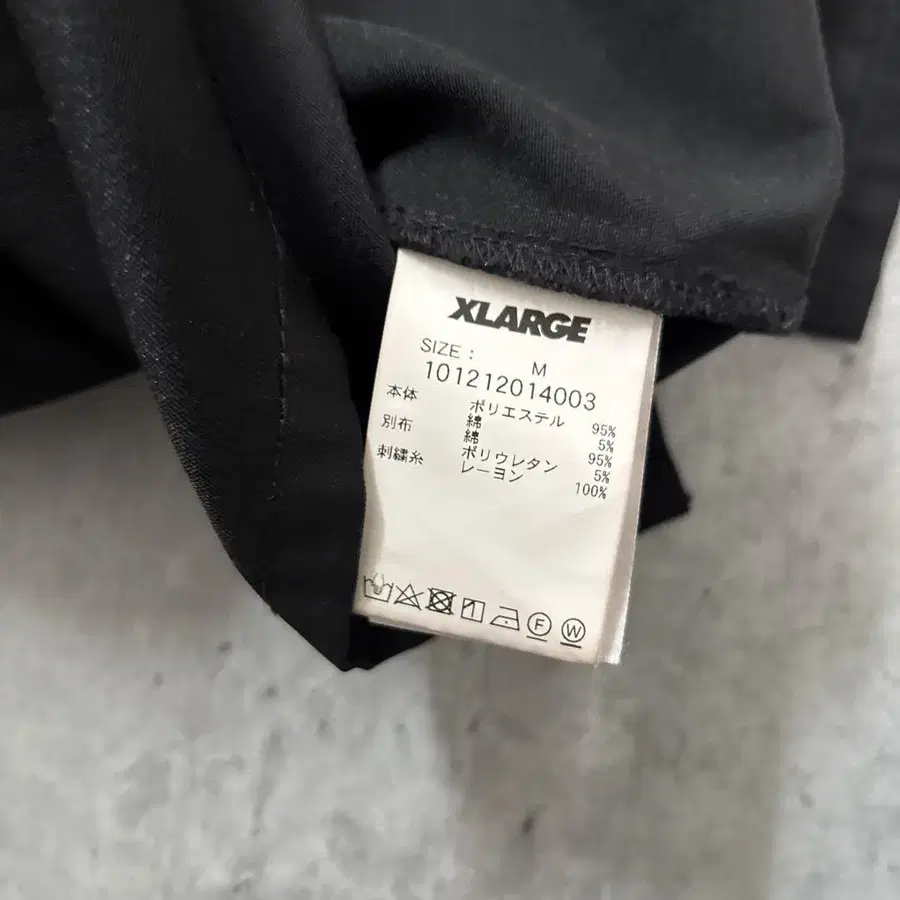 XLARGE
SIZE : M
101212014003
本体 ポリエステル 95%
綿 5%
別布 綿 95%
ポリウレタン 5%
刺繍糸 レーヨン 100%
F W